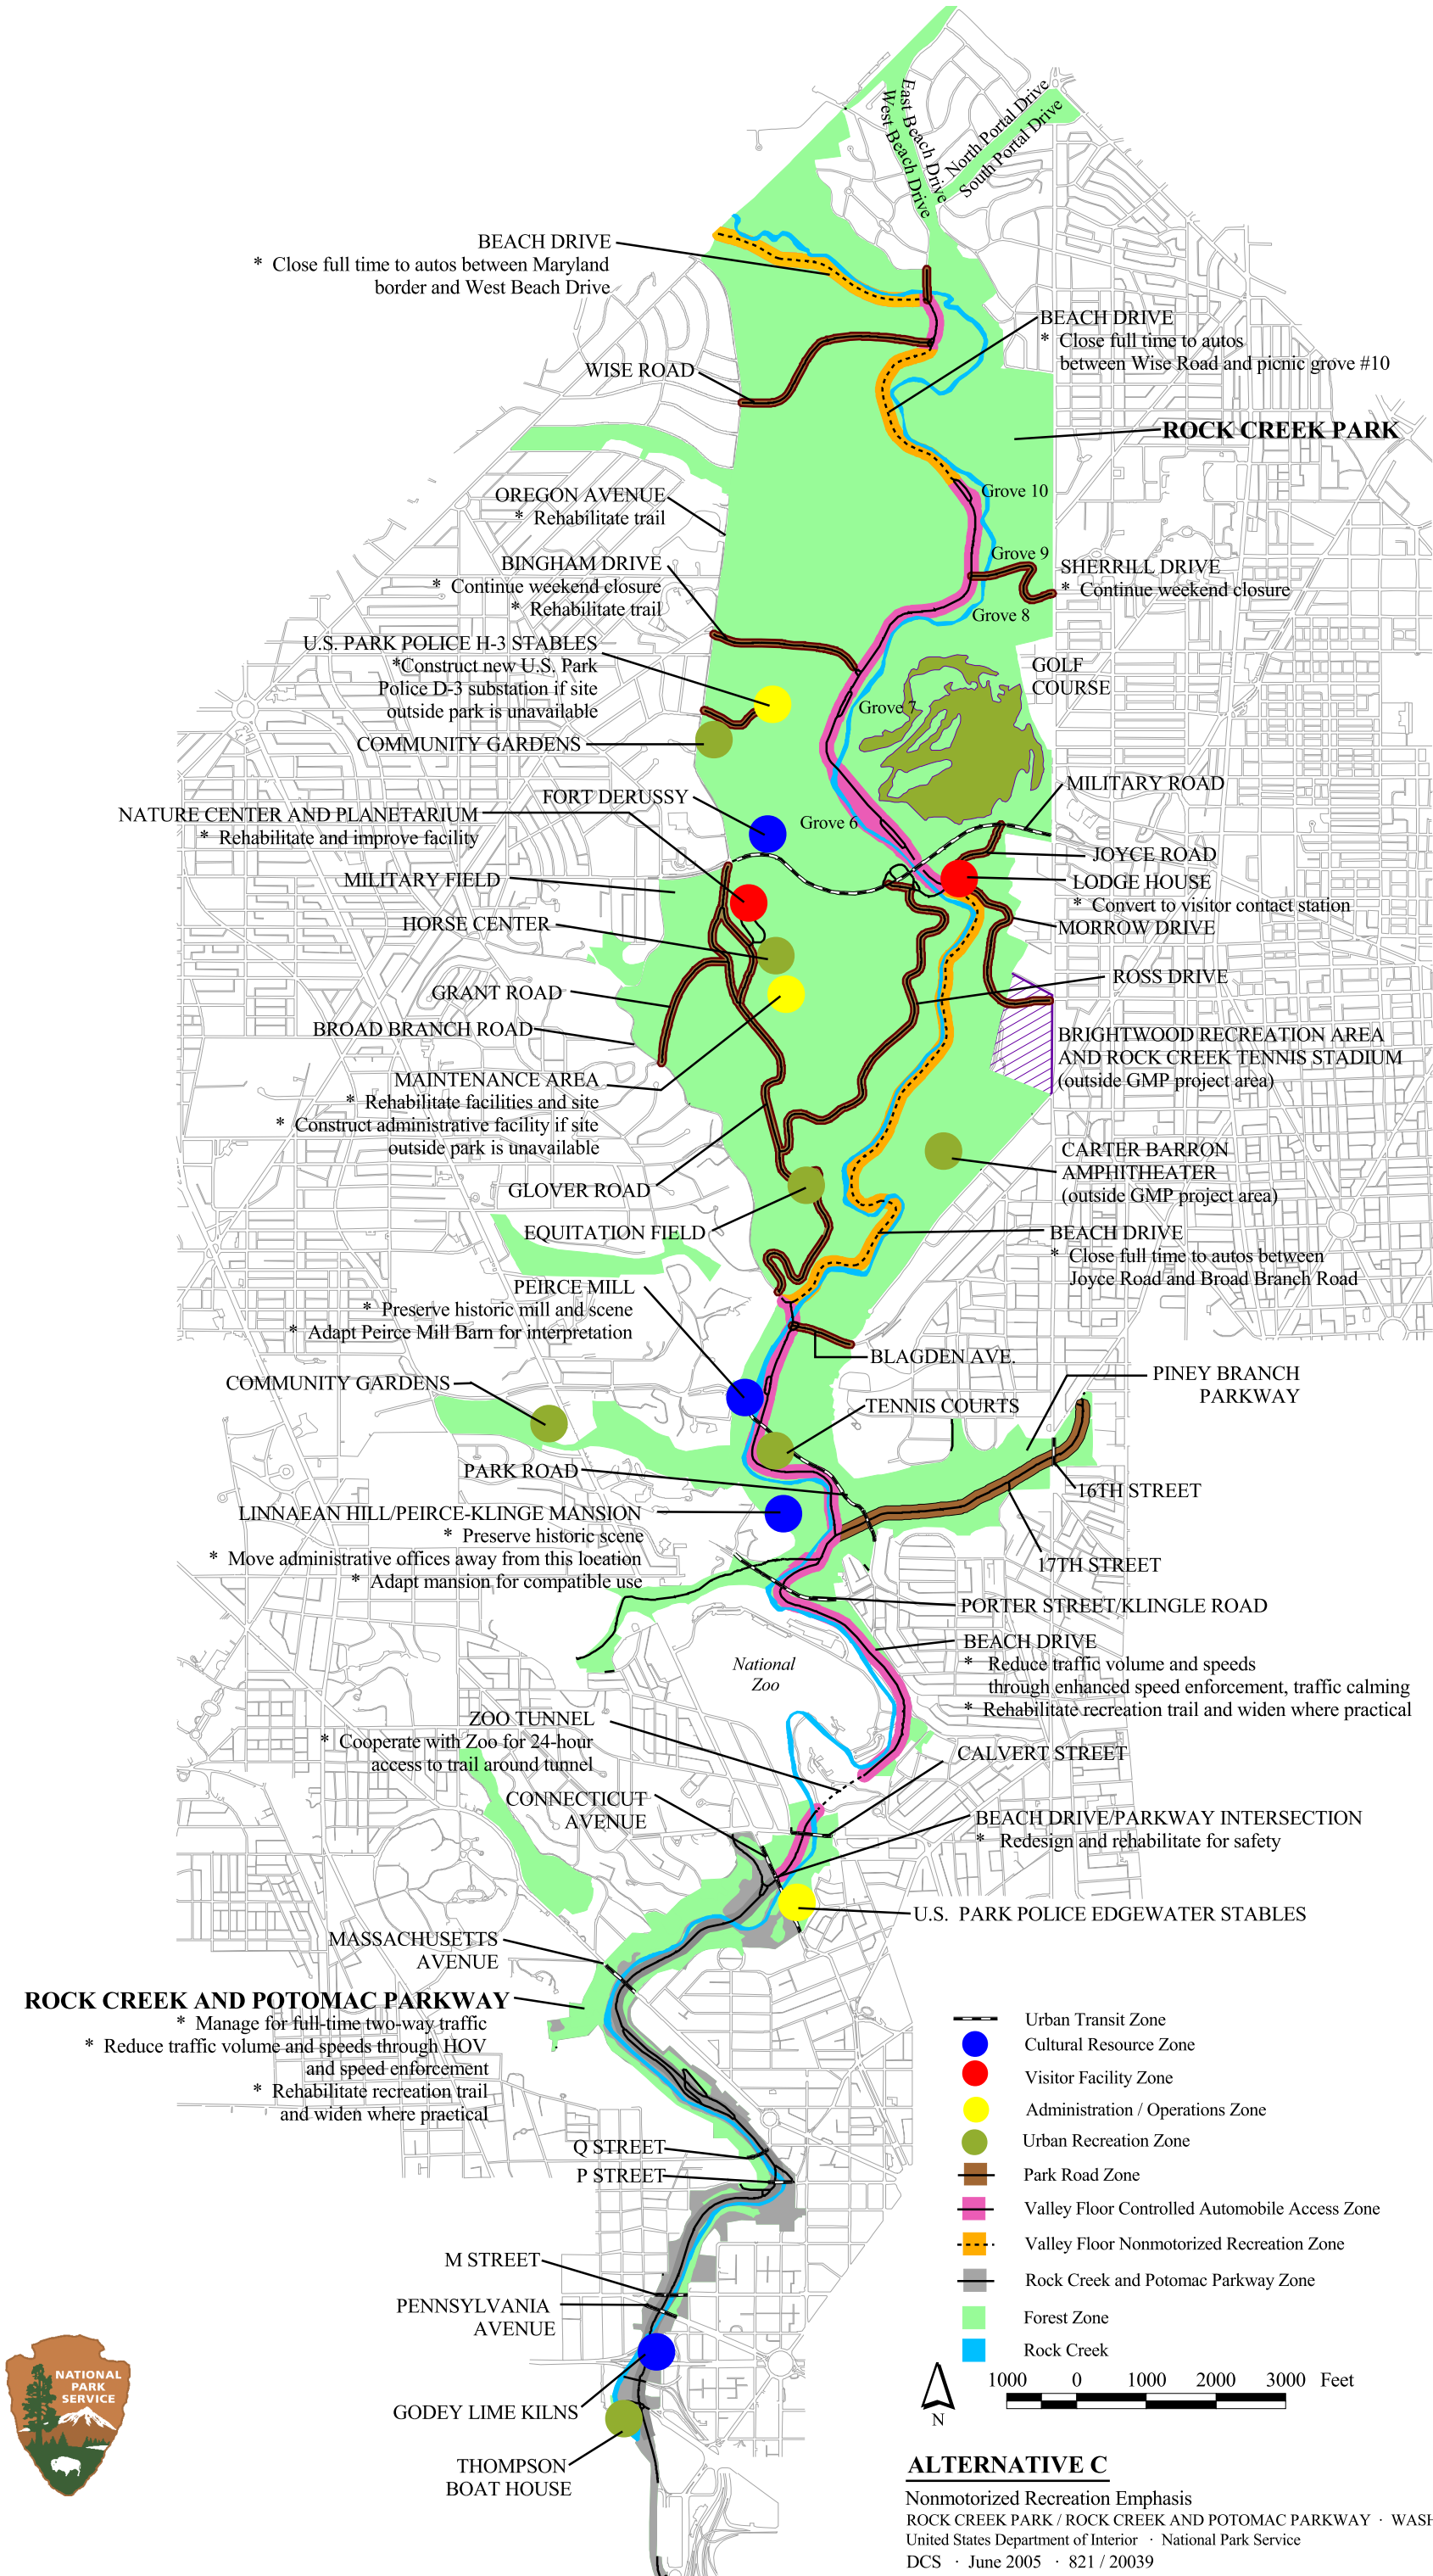 East Beach Drive
West Beach Drive
North Portal Drive
South Portal Drive
BEACH DRIVE
* Close full time to autos between Maryland
border and West Beach Drive
BEACH DRIVE
* Close full time to autos
between Wise Road and picnic grove #10
WISE ROAD
ROCK CREEK PARK
Grove 10
OREGON AVENUE
* Rehabilitate trail
Grove 9
BINGHAM DRIVE
* Continue weekend closure
* Rehabilitate trail
SHERRILL DRIVE
* Continue weekend closure
Grove 8
U.S. PARK POLICE H-3 STABLES
*Construct new U.S. Park
Police D-3 substation if site
outside park is unavailable
GOLF
COURSE
Grove 7
COMMUNITY GARDENS
MILITARY ROAD
FORT DERUSSY
NATURE CENTER AND PLANETARIUM
* Rehabilitate and improve facility
Grove 6
JOYCE ROAD
MILITARY FIELD
LODGE HOUSE
* Convert to visitor contact station
HORSE CENTER
MORROW DRIVE
ROSS DRIVE
GRANT ROAD
BROAD BRANCH ROAD
BRIGHTWOOD RECREATION AREA
AND ROCK CREEK TENNIS STADIUM
(outside GMP project area)
MAINTENANCE AREA
* Rehabilitate facilities and site
* Construct administrative facility if site
outside park is unavailable
CARTER BARRON
AMPHITHEATER
(outside GMP project area)
GLOVER ROAD
EQUITATION FIELD
BEACH DRIVE
* Close full time to autos between
Joyce Road and Broad Branch Road
PEIRCE MILL
* Preserve historic mill and scene
* Adapt Peirce Mill Barn for interpretation
BLAGDEN AVE.
COMMUNITY GARDENS
PINEY BRANCH
PARKWAY
TENNIS COURTS
PARK ROAD
16TH STREET
LINNAEAN HILL/PEIRCE-KLINGE MANSION
* Preserve historic scene
* Move administrative offices away from this location
* Adapt mansion for compatible use
17TH STREET
PORTER STREET/KLINGLE ROAD
BEACH DRIVE
* Reduce traffic volume and speeds
through enhanced speed enforcement, traffic calming
* Rehabilitate recreation trail and widen where practical
National
Zoo
ZOO TUNNEL
* Cooperate with Zoo for 24-hour
access to trail around tunnel
CALVERT STREET
CONNECTICUT
AVENUE
BEACH DRIVE/PARKWAY INTERSECTION
* Redesign and rehabilitate for safety
U.S. PARK POLICE EDGEWATER STABLES
MASSACHUSETTS
AVENUE
ROCK CREEK AND POTOMAC PARKWAY
* Manage for full-time two-way traffic
* Reduce traffic volume and speeds through HOV
and speed enforcement
* Rehabilitate recreation trail
and widen where practical
Q STREET
P STREET
M STREET
PENNSYLVANIA
AVENUE
GODEY LIME KILNS
THOMPSON
BOAT HOUSE
Urban Transit Zone
Cultural Resource Zone
Visitor Facility Zone
Administration / Operations Zone
Urban Recreation Zone
Park Road Zone
Valley Floor Controlled Automobile Access Zone
Valley Floor Nonmotorized Recreation Zone
Rock Creek and Potomac Parkway Zone
Forest Zone
Rock Creek
1000 0 1000 2000 3000 Feet
N
NATIONAL
PARK
SERVICE
ALTERNATIVE C
Nonmotorized Recreation Emphasis
ROCK CREEK PARK / ROCK CREEK AND POTOMAC PARKWAY · WASH
United States Department of Interior · National Park Service
DCS · June 2005 · 821 / 20039